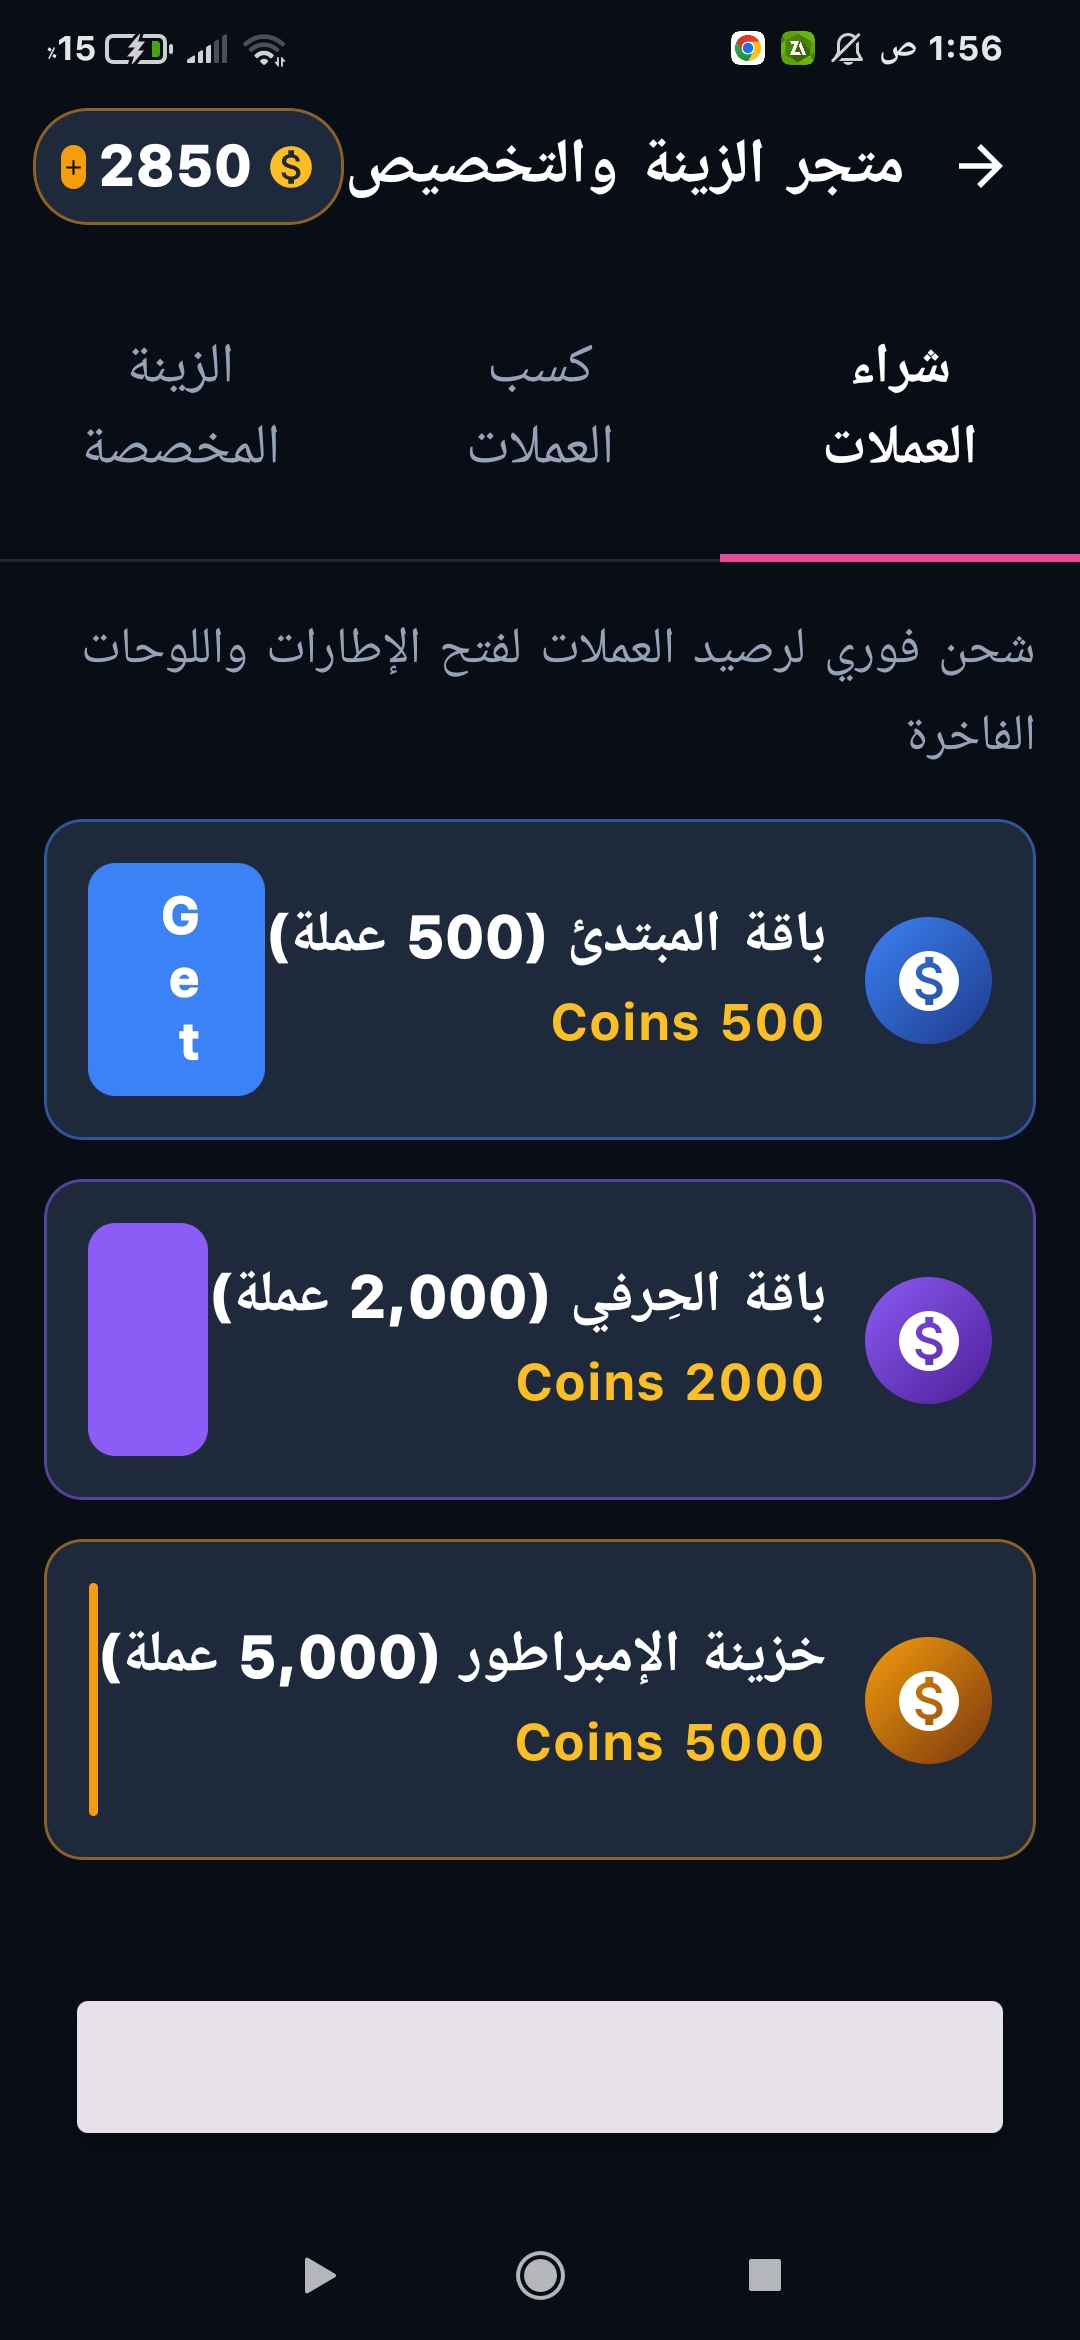 1:56 ص
15٪
متجر الزينة والتخصيص
2850
+
شراء العملات
كسب العملات
الزينة المخصصة
شحن فوري لرصيد العملات لفتح الإطارات واللوحات
الفاخرة
باقة المبتدئ (500 عملة)
500 Coins
Get
باقة الحِرفي (2,000 عملة)
2000 Coins
خزينة الإمبراطور (5,000 عملة)
5000 Coins